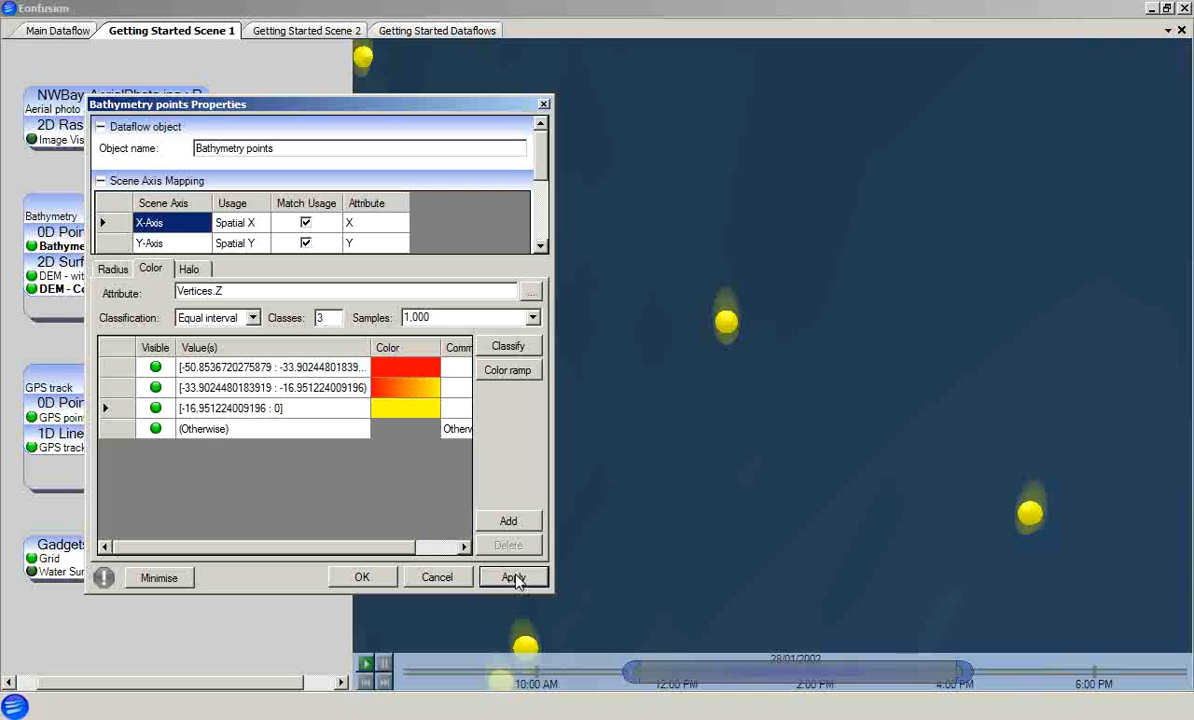 Eonfusion
Main Dataflow
Getting Started Scene 1
Getting Started Scene 2
Getting Started Dataflows
Aerial photo
2D Ras
Image Vis
Bathymetry
0D Poin
Bathyme
2D Surf
DEM - wit
DEM - Co
GPS track
0D Poin
GPS poin
1D Line
GPS track
Gadgets
Grid
Water Sur
Bathymetry points Properties
Dataflow object
Object name: Bathymetry points
Scene Axis Mapping
Scene Axis Usage Match Usage Attribute
X-Axis Spatial X X
Y-Axis Spatial Y Y
Radius Color Halo
Attribute: Vertices.Z ...
Classification: Equal interval Classes: 3 Samples: 1,000
Visible Value(s) Color Comm
[-50.8536720275879 : -33.90244801839...
[-33.9024480183919 : -16.951224009196)
[-16.951224009196 : 0]
(Otherwise) Otherw
Classify
Color ramp
Add
Delete
Minimise OK Cancel Apply
28/01/2002
10:00 AM 12:00 PM 2:00 PM 4:00 PM 6:00 PM